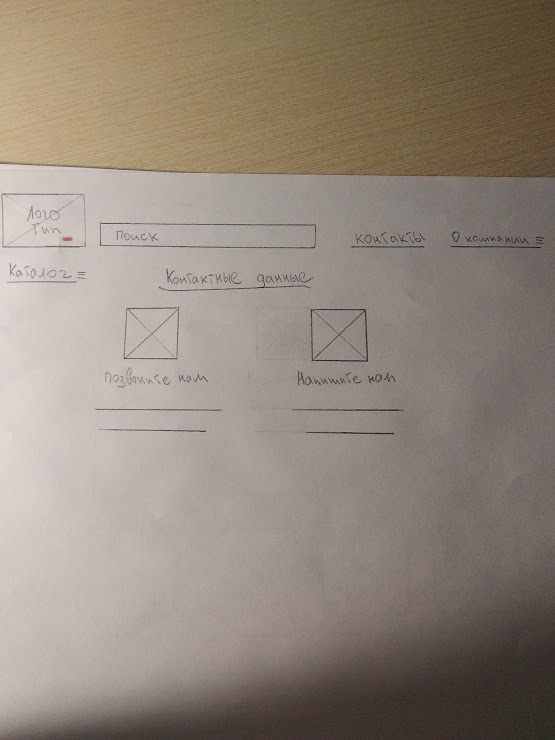 Лого
Тип
Поиск
Контакты
О компании
Каталог
Контактные данные
Позвоните нам
Напишите нам